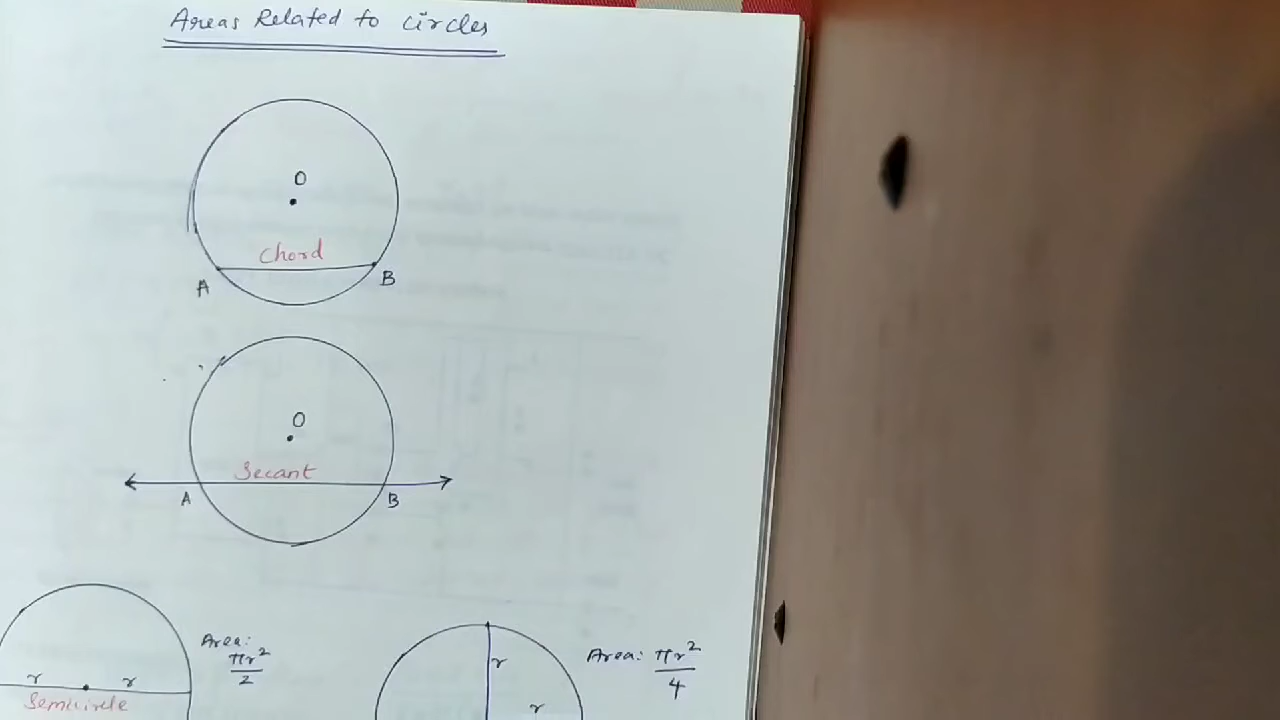 Areas Related to circles
O
Chord
A
B
O
Secant
A
B
Area:
πr²
2
r
r
Semicircle
r
r
Area: πr²
4